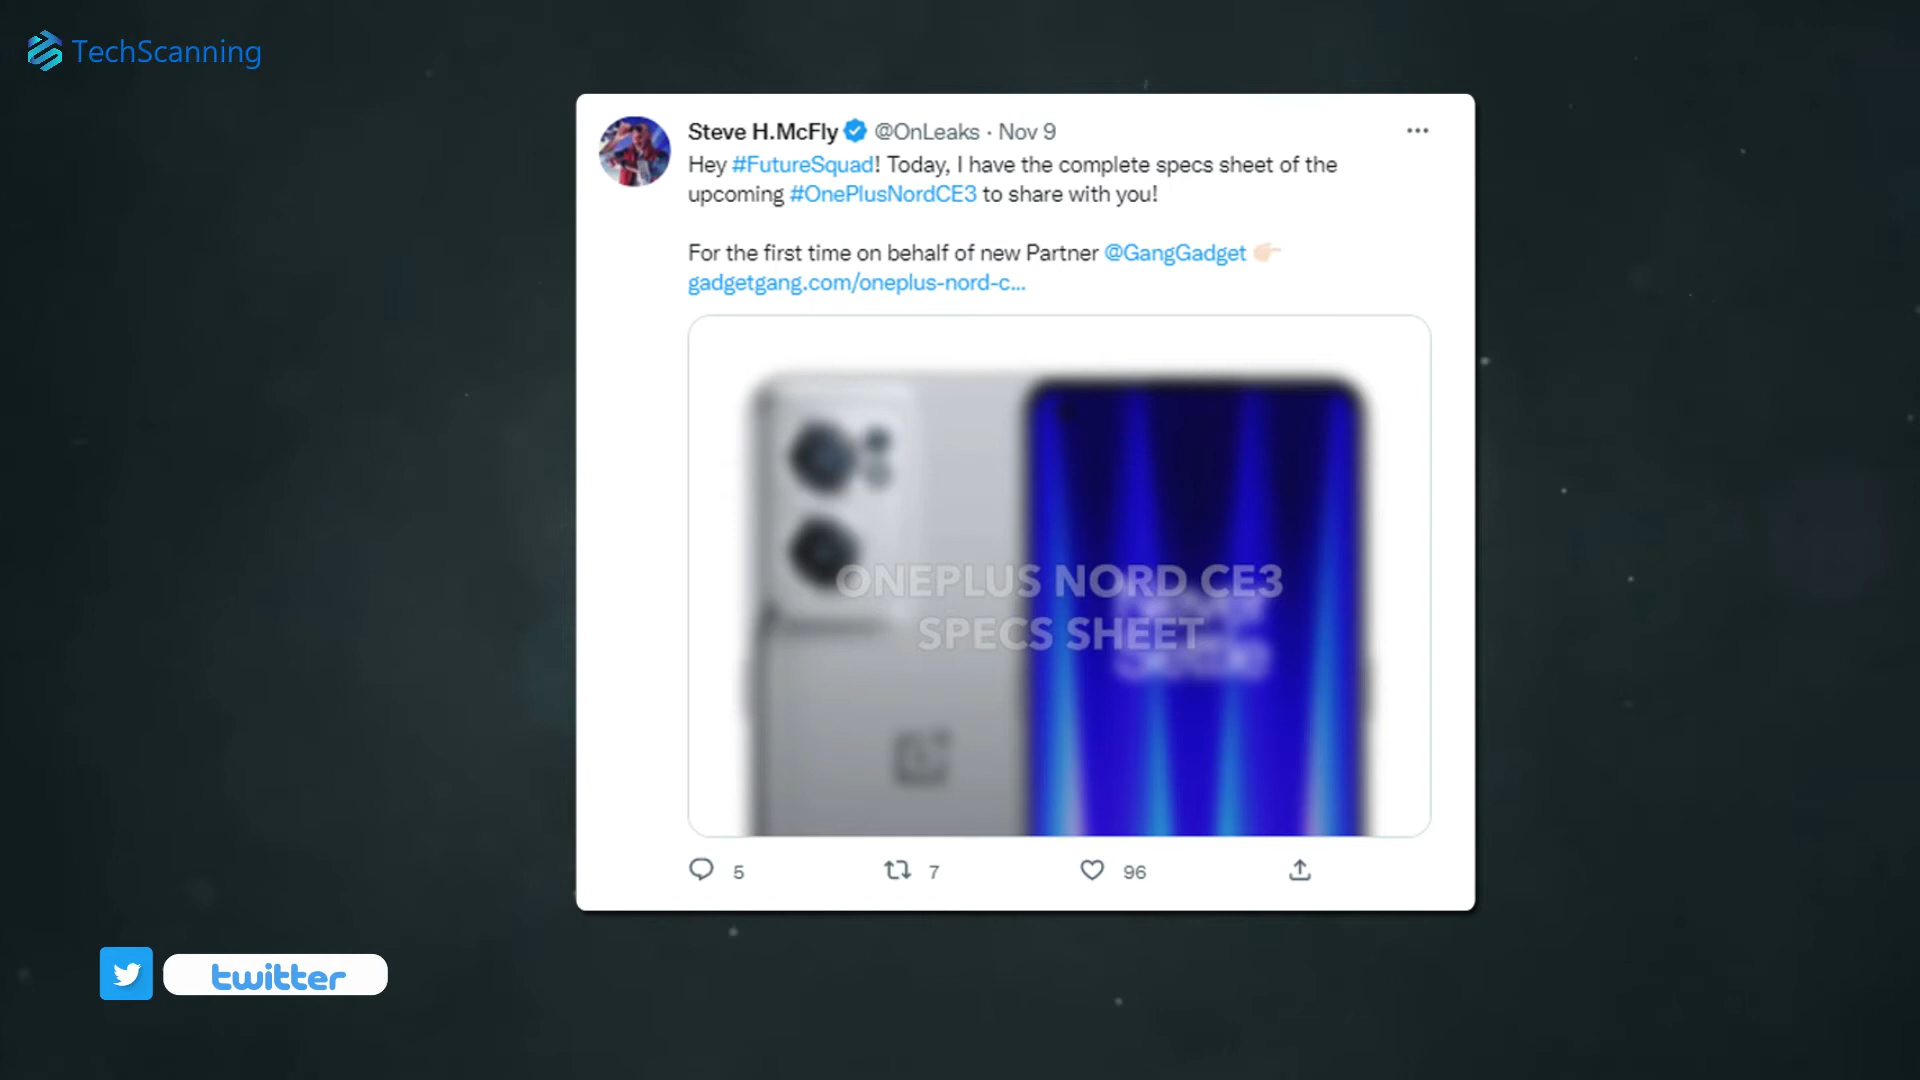 TechScanning
Steve H.McFly @OnLeaks · Nov 9
Hey #FutureSquad! Today, I have the complete specs sheet of the
upcoming #OnePlusNordCE3 to share with you!
For the first time on behalf of new Partner @GangGadget
gadgetgang.com/oneplus-nord-c...
ONEPLUS NORD CE3
SPECS SHEET
5
7
96
twitter